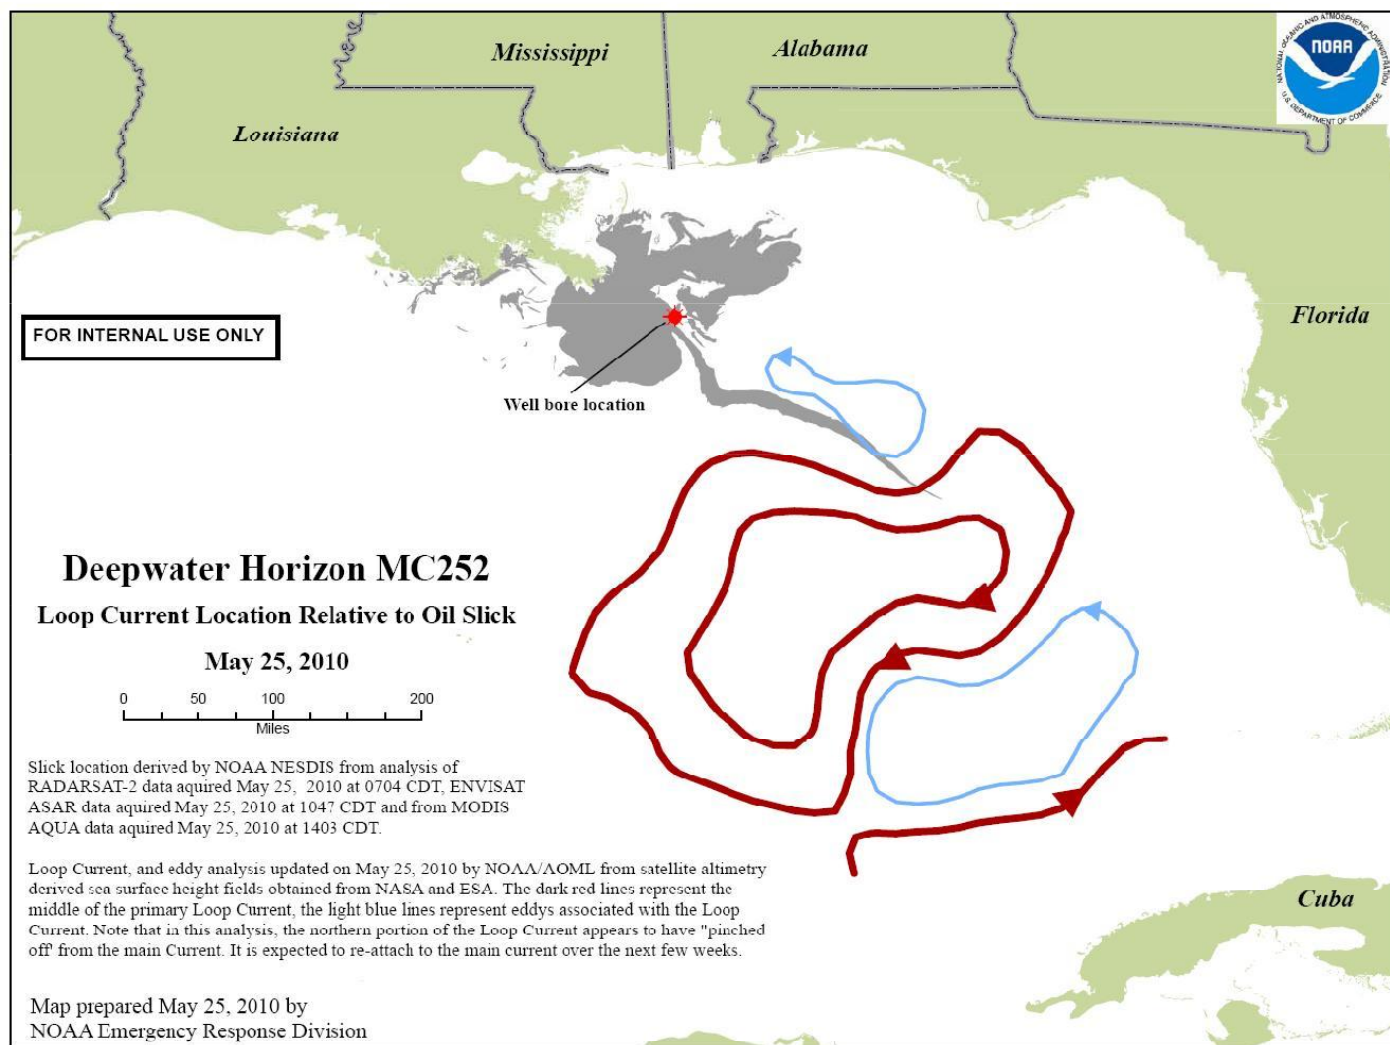 Mississippi
Alabama
NOAA
NATIONAL OCEANIC AND ATMOSPHERIC ADMINISTRATION
U.S. DEPARTMENT OF COMMERCE
Louisiana
Florida
FOR INTERNAL USE ONLY
Well bore location
Deepwater Horizon MC252
Loop Current Location Relative to Oil Slick
May 25, 2010
0 50 100 200
Miles
Slick location derived by NOAA NESDIS from analysis of
RADARSAT-2 data aquired May 25, 2010 at 0704 CDT, ENVISAT
ASAR data aquired May 25, 2010 at 1047 CDT and from MODIS
AQUA data aquired May 25, 2010 at 1403 CDT.
Loop Current, and eddy analysis updated on May 25, 2010 by NOAA/AOML from satellite altimetry
derived sea surface height fields obtained from NASA and ESA. The dark red lines represent the
middle of the primary Loop Current, the light blue lines represent eddys associated with the Loop
Current. Note that in this analysis, the northern portion of the Loop Current appears to have "pinched
off' from the main Current. It is expected to re-attach to the main current over the next few weeks.
Cuba
Map prepared May 25, 2010 by
NOAA Emergency Response Division